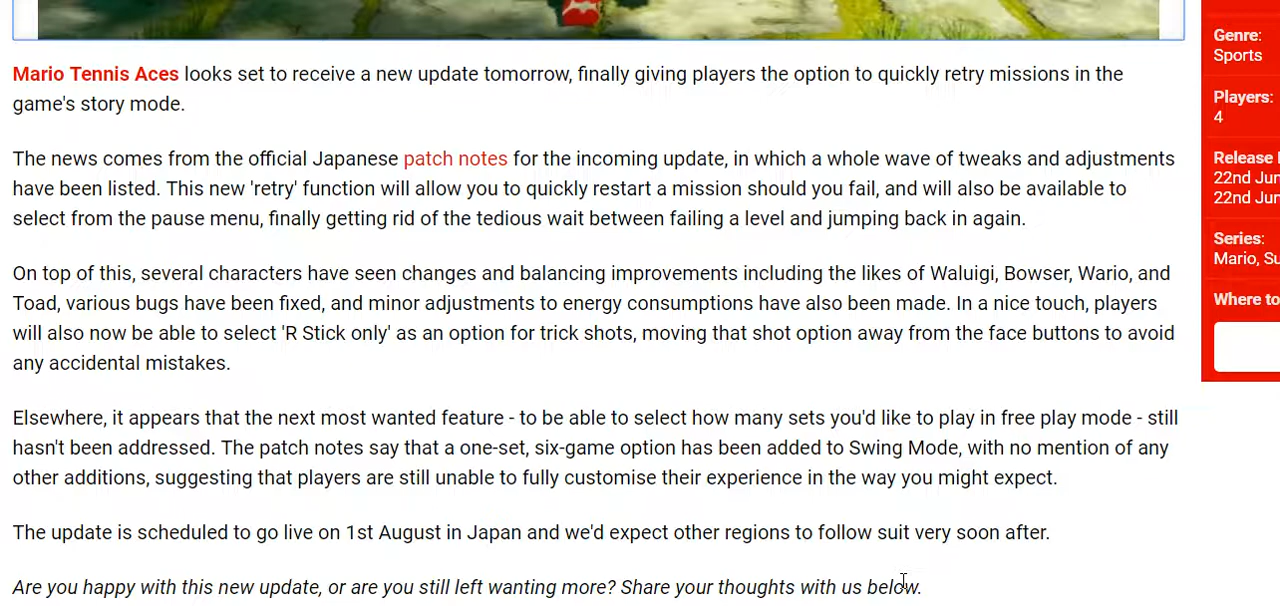 Mario Tennis Aces looks set to receive a new update tomorrow, finally giving players the option to quickly retry missions in the
game's story mode.
The news comes from the official Japanese patch notes for the incoming update, in which a whole wave of tweaks and adjustments
have been listed. This new 'retry' function will allow you to quickly restart a mission should you fail, and will also be available to
select from the pause menu, finally getting rid of the tedious wait between failing a level and jumping back in again.
On top of this, several characters have seen changes and balancing improvements including the likes of Waluigi, Bowser, Wario, and
Toad, various bugs have been fixed, and minor adjustments to energy consumptions have also been made. In a nice touch, players
will also now be able to select 'R Stick only' as an option for trick shots, moving that shot option away from the face buttons to avoid
any accidental mistakes.
Elsewhere, it appears that the next most wanted feature - to be able to select how many sets you'd like to play in free play mode - still
hasn't been addressed. The patch notes say that a one-set, six-game option has been added to Swing Mode, with no mention of any
other additions, suggesting that players are still unable to fully customise their experience in the way you might expect.
The update is scheduled to go live on 1st August in Japan and we'd expect other regions to follow suit very soon after.
Are you happy with this new update, or are you still left wanting more? Share your thoughts with us below.
Genre:
Sports
Players:
4
Release
22nd Jun
22nd Jun
Series:
Mario, Su
Where to